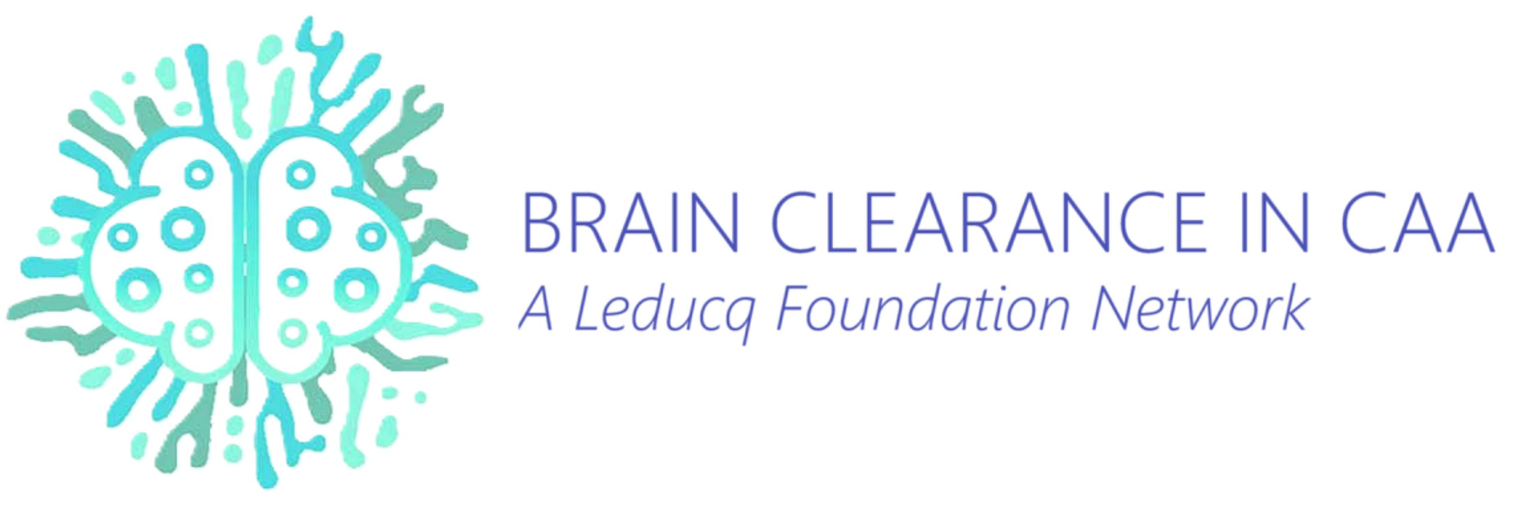 BRAIN CLEARANCE IN CAA
A Leducq Foundation Network